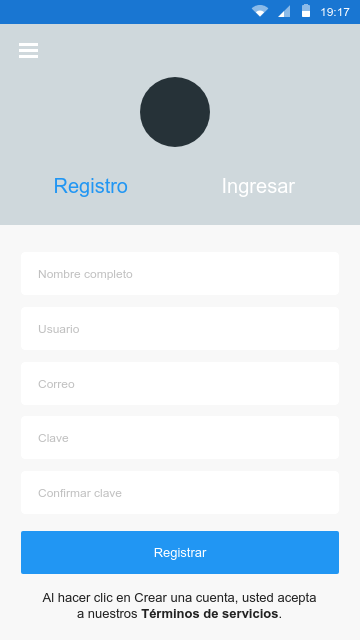 19:17
Registro
Ingresar
Nombre completo
Usuario
Correo
Clave
Confirmar clave
Registrar
Al hacer clic en Crear una cuenta, usted acepta
a nuestros Términos de servicios.